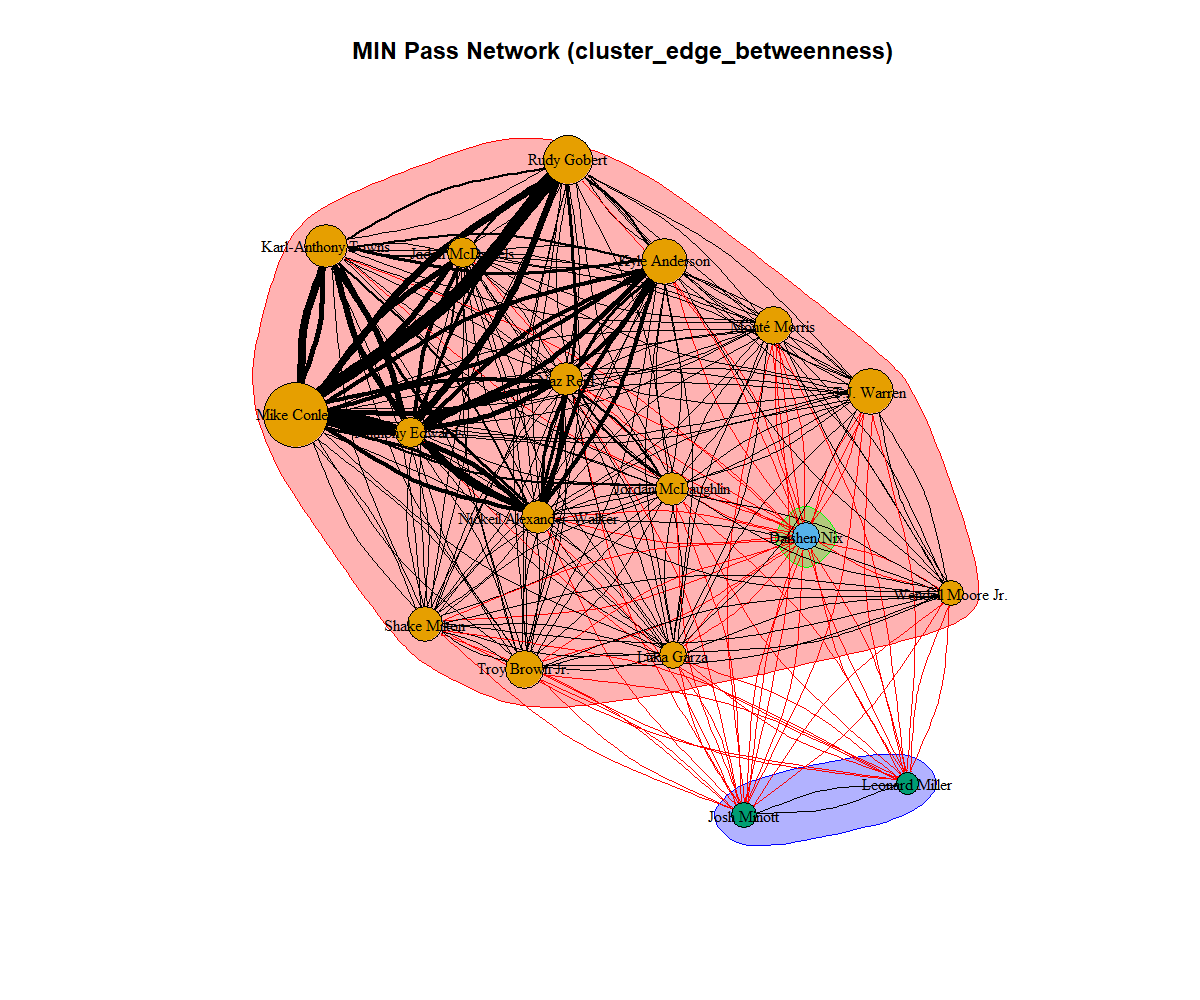 MIN Pass Network (cluster_edge_betweenness)
Rudy Gobert
Karl-Anthony Towns
Jaden McDaniels
Kyle Anderson
Monté Morris
Naz Reid
T.J. Warren
Mike Conley
Anthony Edwards
Jordan McLaughlin
Nickeil Alexander-Walker
Daishen Nix
Wendell Moore Jr.
Shake Milton
Luka Garza
Troy Brown Jr.
Leonard Miller
Josh Minott